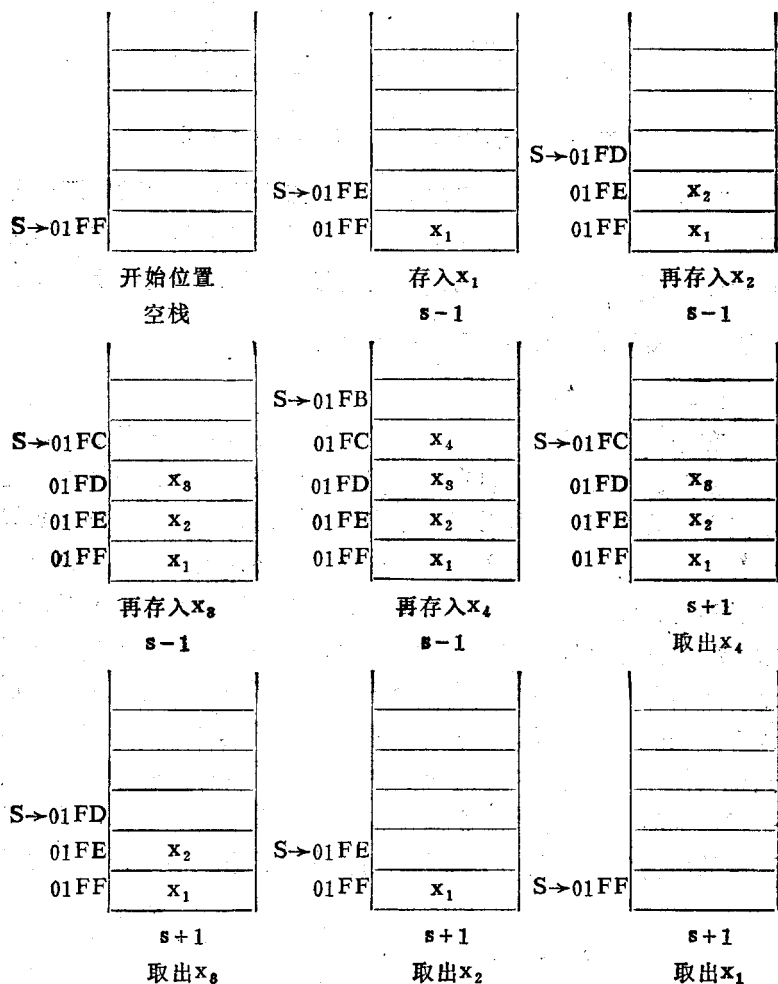 S→01FF
开始位置
空栈
S→01FE
01FF x₁
存入x₁
s-1
S→01FD
01FE x₂
01FF x₁
再存入x₂
s-1
S→01FC
01FD x₃
01FE x₂
01FF x₁
再存入x₃
s-1
S→01FB
01FC x₄
01FD x₃
01FE x₂
01FF x₁
再存入x₄
s-1
S→01FC
01FD x₃
01FE x₂
01FF x₁
s+1
取出x₄
S→01FD
01FE x₂
01FF x₁
s+1
取出x₃
S→01FE
01FF x₁
s+1
取出x₂
S→01FF
s+1
取出x₁